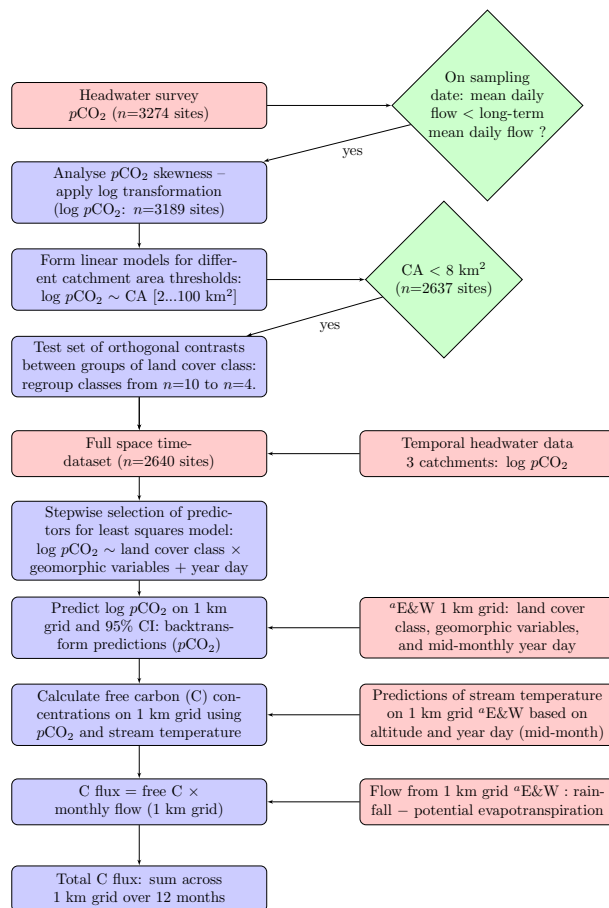 Headwater survey
pCO₂ (n=3274 sites)
On sampling
date: mean daily
flow < long-term
mean daily flow ?
yes
Analyse pCO₂ skewness –
apply log transformation
(log pCO₂: n=3189 sites)
Form linear models for differ-
ent catchment area thresholds:
log pCO₂ ∼ CA [2...100 km²]
CA < 8 km²
(n=2637 sites)
yes
Test set of orthogonal contrasts
between groups of land cover class:
regroup classes from n=10 to n=4.
Full space time-
dataset (n=2640 sites)
Temporal headwater data
3 catchments: log pCO₂
Stepwise selection of predic-
tors for least squares model:
log pCO₂ ∼ land cover class ×
geomorphic variables + year day
Predict log pCO₂ on 1 km
grid and 95% CI: backtrans-
form predictions (pCO₂)
ᵃE&W 1 km grid: land cover
class, geomorphic variables,
and mid-monthly year day
Calculate free carbon (C) con-
centrations on 1 km grid using
pCO₂ and stream temperature
Predictions of stream temperature
on 1 km grid ᵃE&W based on
altitude and year day (mid-month)
C flux = free C ×
monthly flow (1 km grid)
Flow from 1 km grid ᵃE&W : rain-
fall − potential evapotranspiration
Total C flux: sum across
1 km grid over 12 months